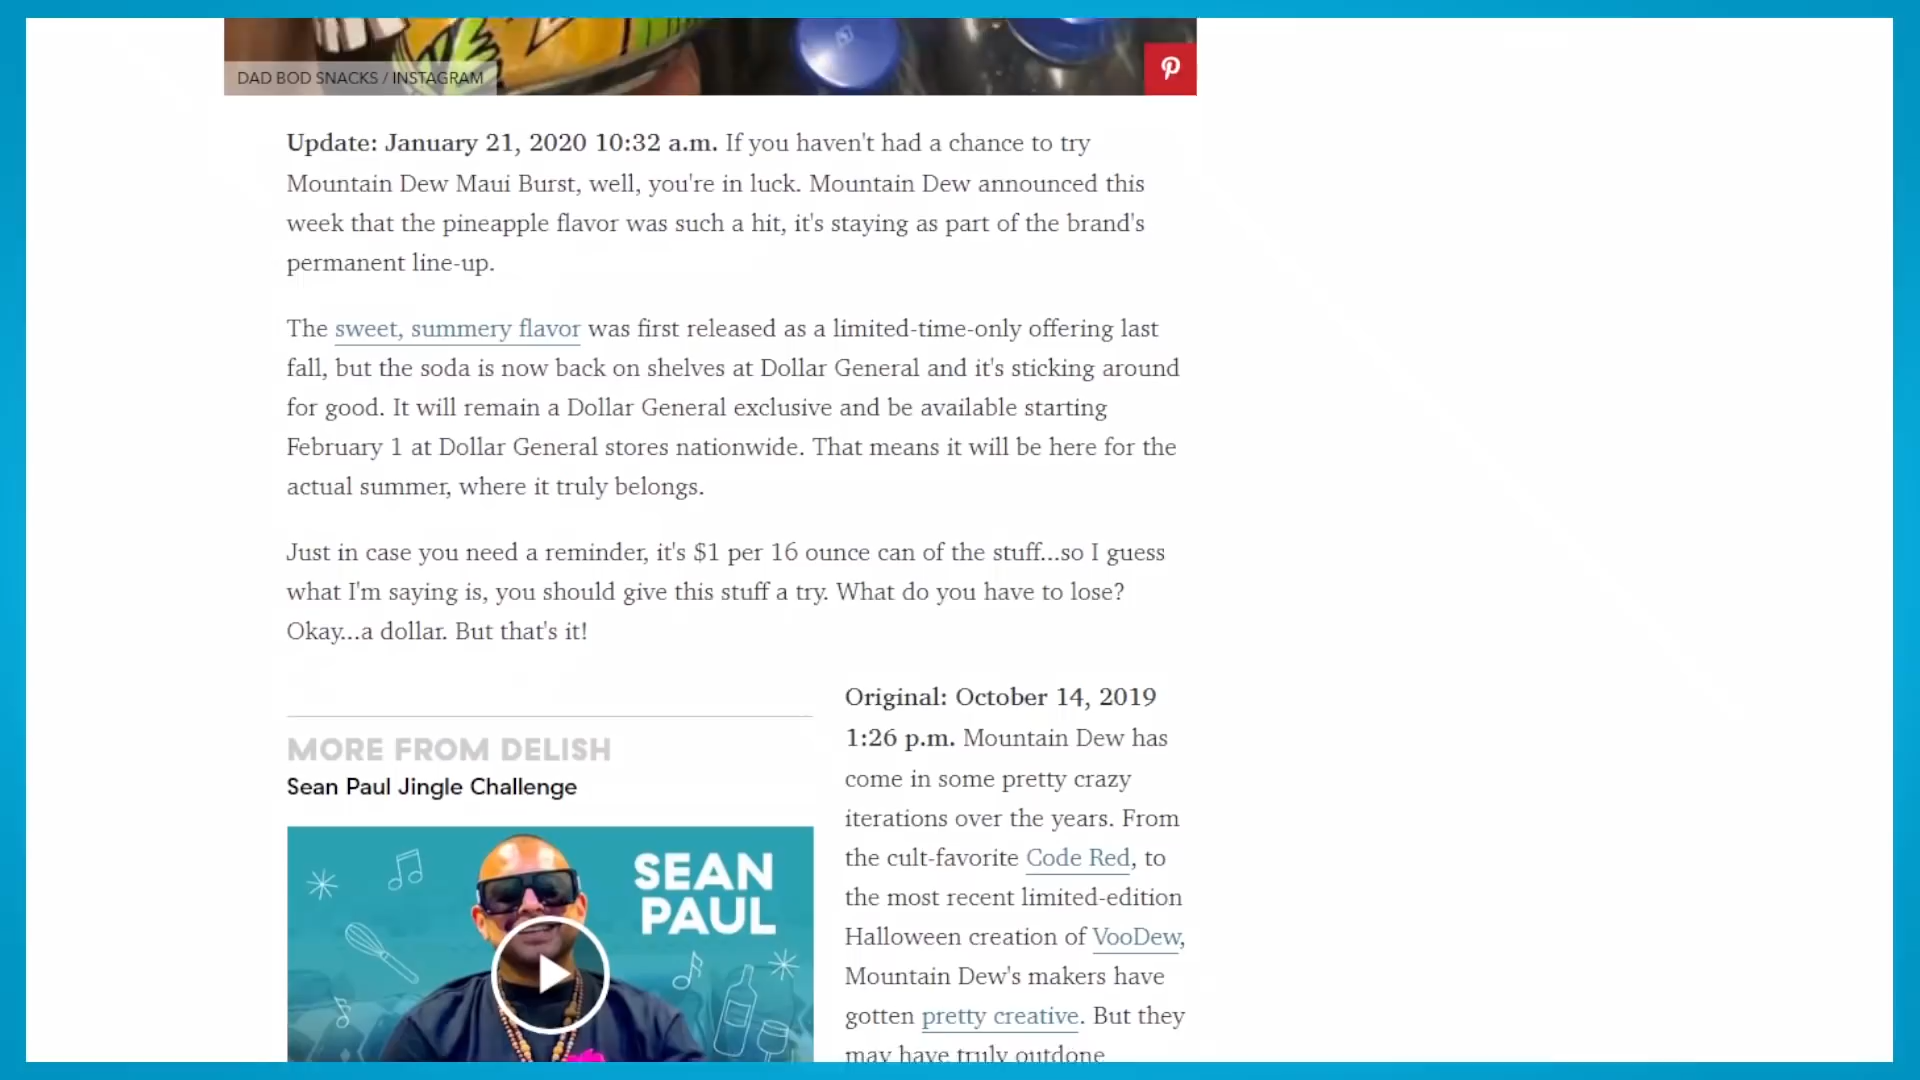 DAD BOD SNACKS / INSTAGRAM
Update: January 21, 2020 10:32 a.m. If you haven't had a chance to try
Mountain Dew Maui Burst, well, you're in luck. Mountain Dew announced this
week that the pineapple flavor was such a hit, it's staying as part of the brand's
permanent line-up.
The sweet, summery flavor was first released as a limited-time-only offering last
fall, but the soda is now back on shelves at Dollar General and it's sticking around
for good. It will remain a Dollar General exclusive and be available starting
February 1 at Dollar General stores nationwide. That means it will be here for the
actual summer, where it truly belongs.
Just in case you need a reminder, it's $1 per 16 ounce can of the stuff...so I guess
what I'm saying is, you should give this stuff a try. What do you have to lose?
Okay...a dollar. But that's it!
MORE FROM DELISH
Sean Paul Jingle Challenge
SEAN
PAUL
Original: October 14, 2019
1:26 p.m. Mountain Dew has
come in some pretty crazy
iterations over the years. From
the cult-favorite Code Red, to
the most recent limited-edition
Halloween creation of VooDew,
Mountain Dew's makers have
gotten pretty creative. But they
may have truly outdone